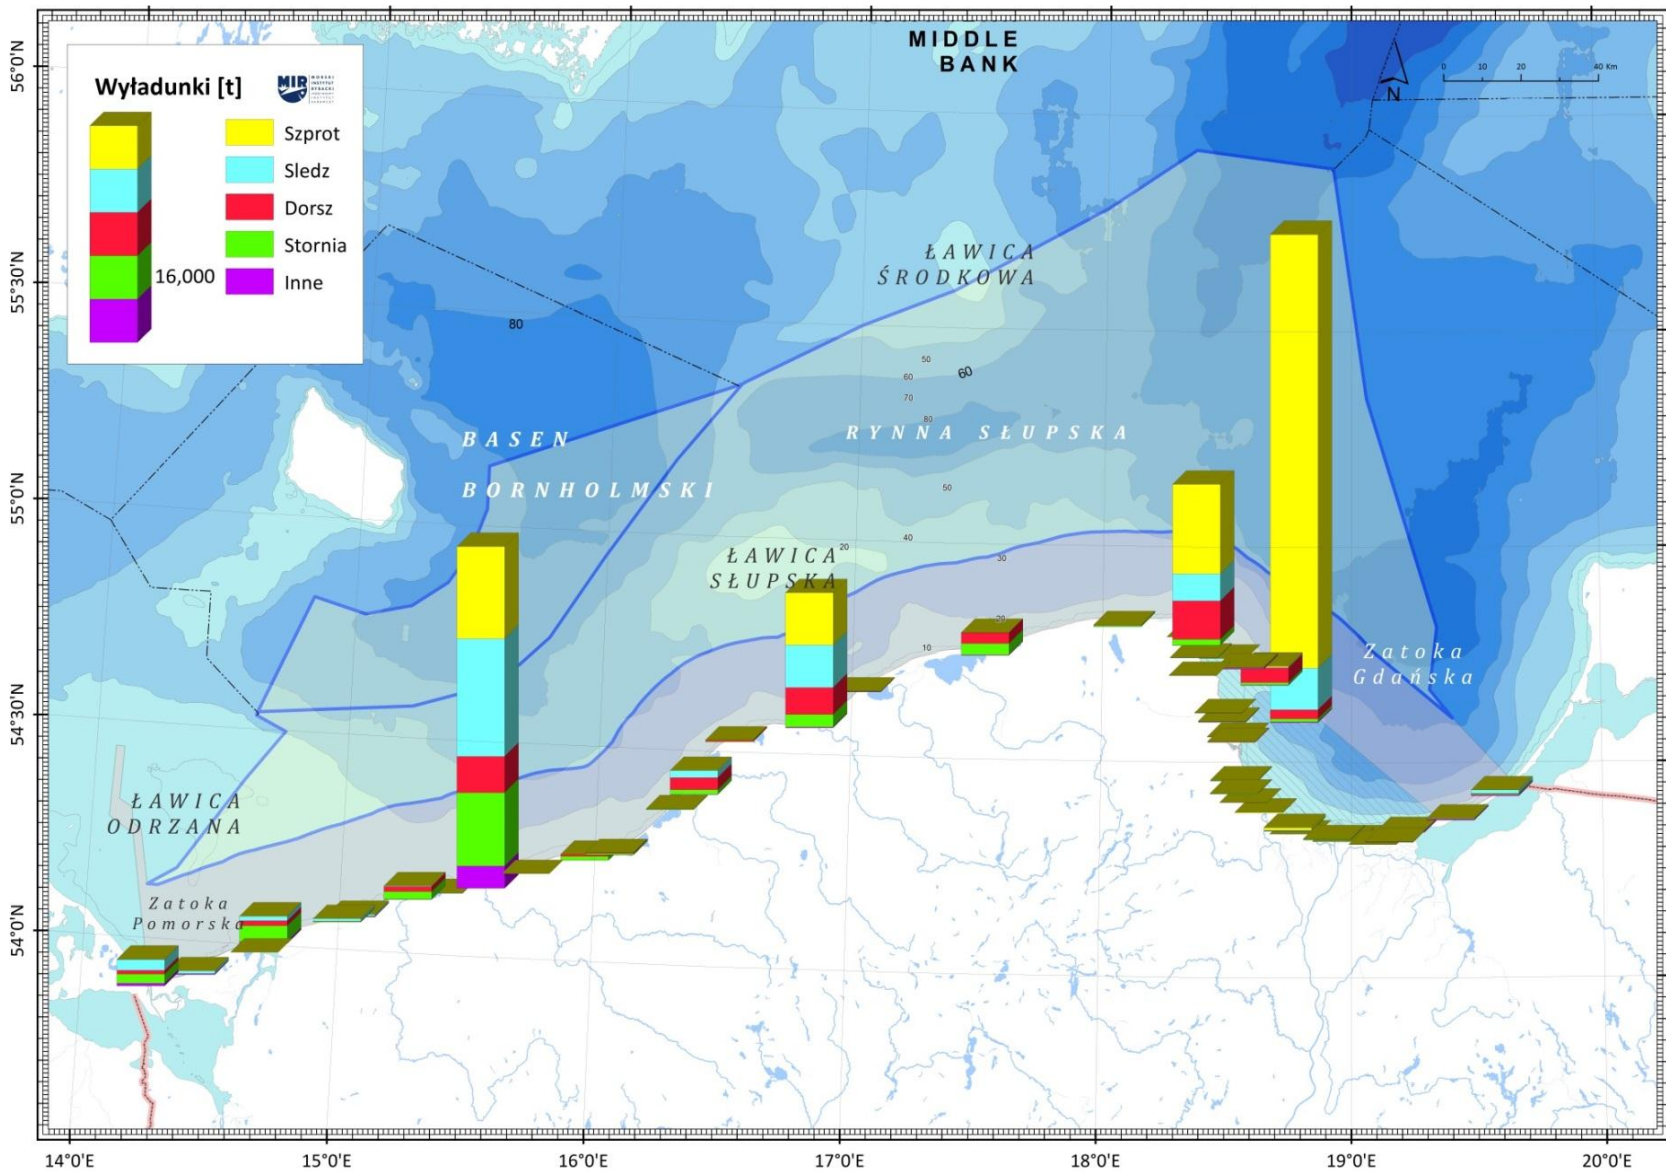 MIDDLE
BANK
0 10 20 40 Km
N
Wyładunki [t]
MIR
MORSKI
INSTYTUT
RYBACKI
Szprot
Sledz
Dorsz
Stornia
16,000
Inne
ŁAWICA
ŚRODKOWA
80
50
60
60
70
80
BASEN
RYNNA SŁUPSKA
BORNHOLMSKI
50
40
20
30
ŁAWICA
SŁUPSKA
20
10
Zatoka
Gdańska
ŁAWICA
ODRZANA
Zatoka
Pomorska
56°0'N
55°30'N
55°0'N
54°30'N
54°0'N
14°0'E 15°0'E 16°0'E 17°0'E 18°0'E 19°0'E 20°0'E